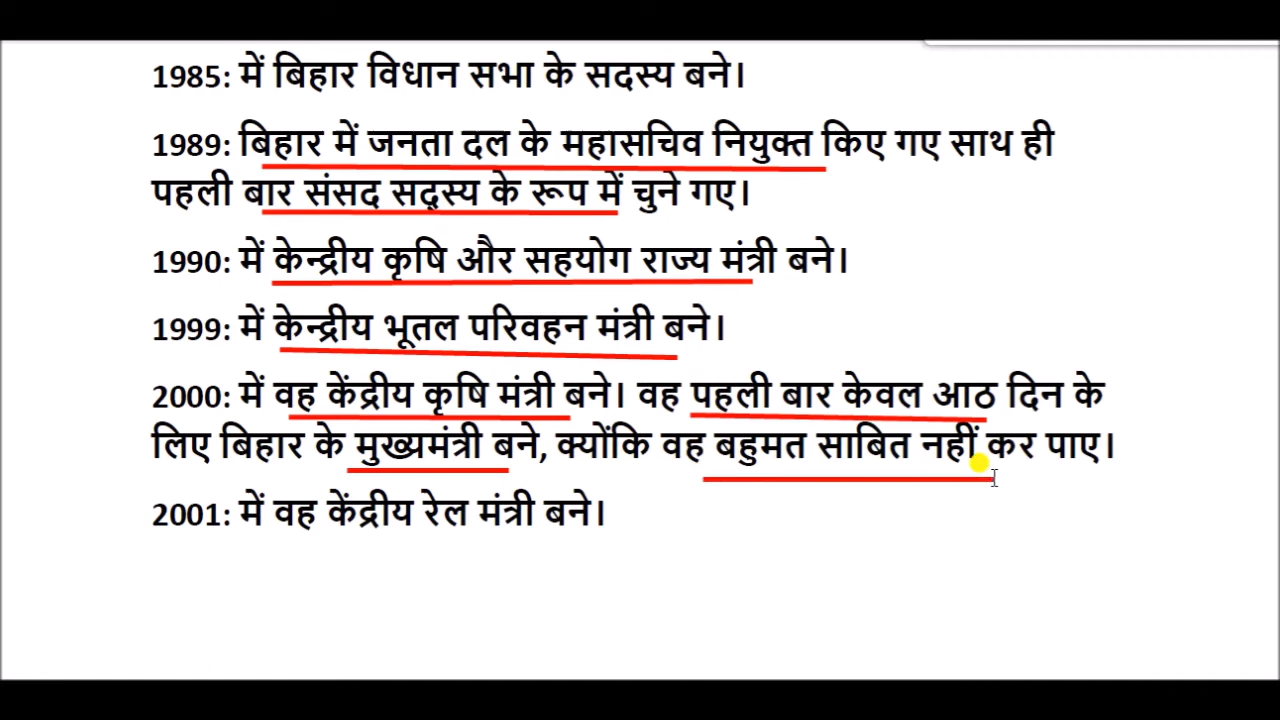 1985: में बिहार विधान सभा के सदस्य बने।
1989: बिहार में जनता दल के महासचिव नियुक्त किए गए साथ ही
पहली बार संसद सदस्य के रूप में चुने गए।
1990: में केन्द्रीय कृषि और सहयोग राज्य मंत्री बने।
1999: में केन्द्रीय भूतल परिवहन मंत्री बने।
2000: में वह केंद्रीय कृषि मंत्री बने। वह पहली बार केवल आठ दिन के
लिए बिहार के मुख्यमंत्री बने, क्योंकि वह बहुमत साबित नहीं कर पाए।
2001: में वह केंद्रीय रेल मंत्री बने।